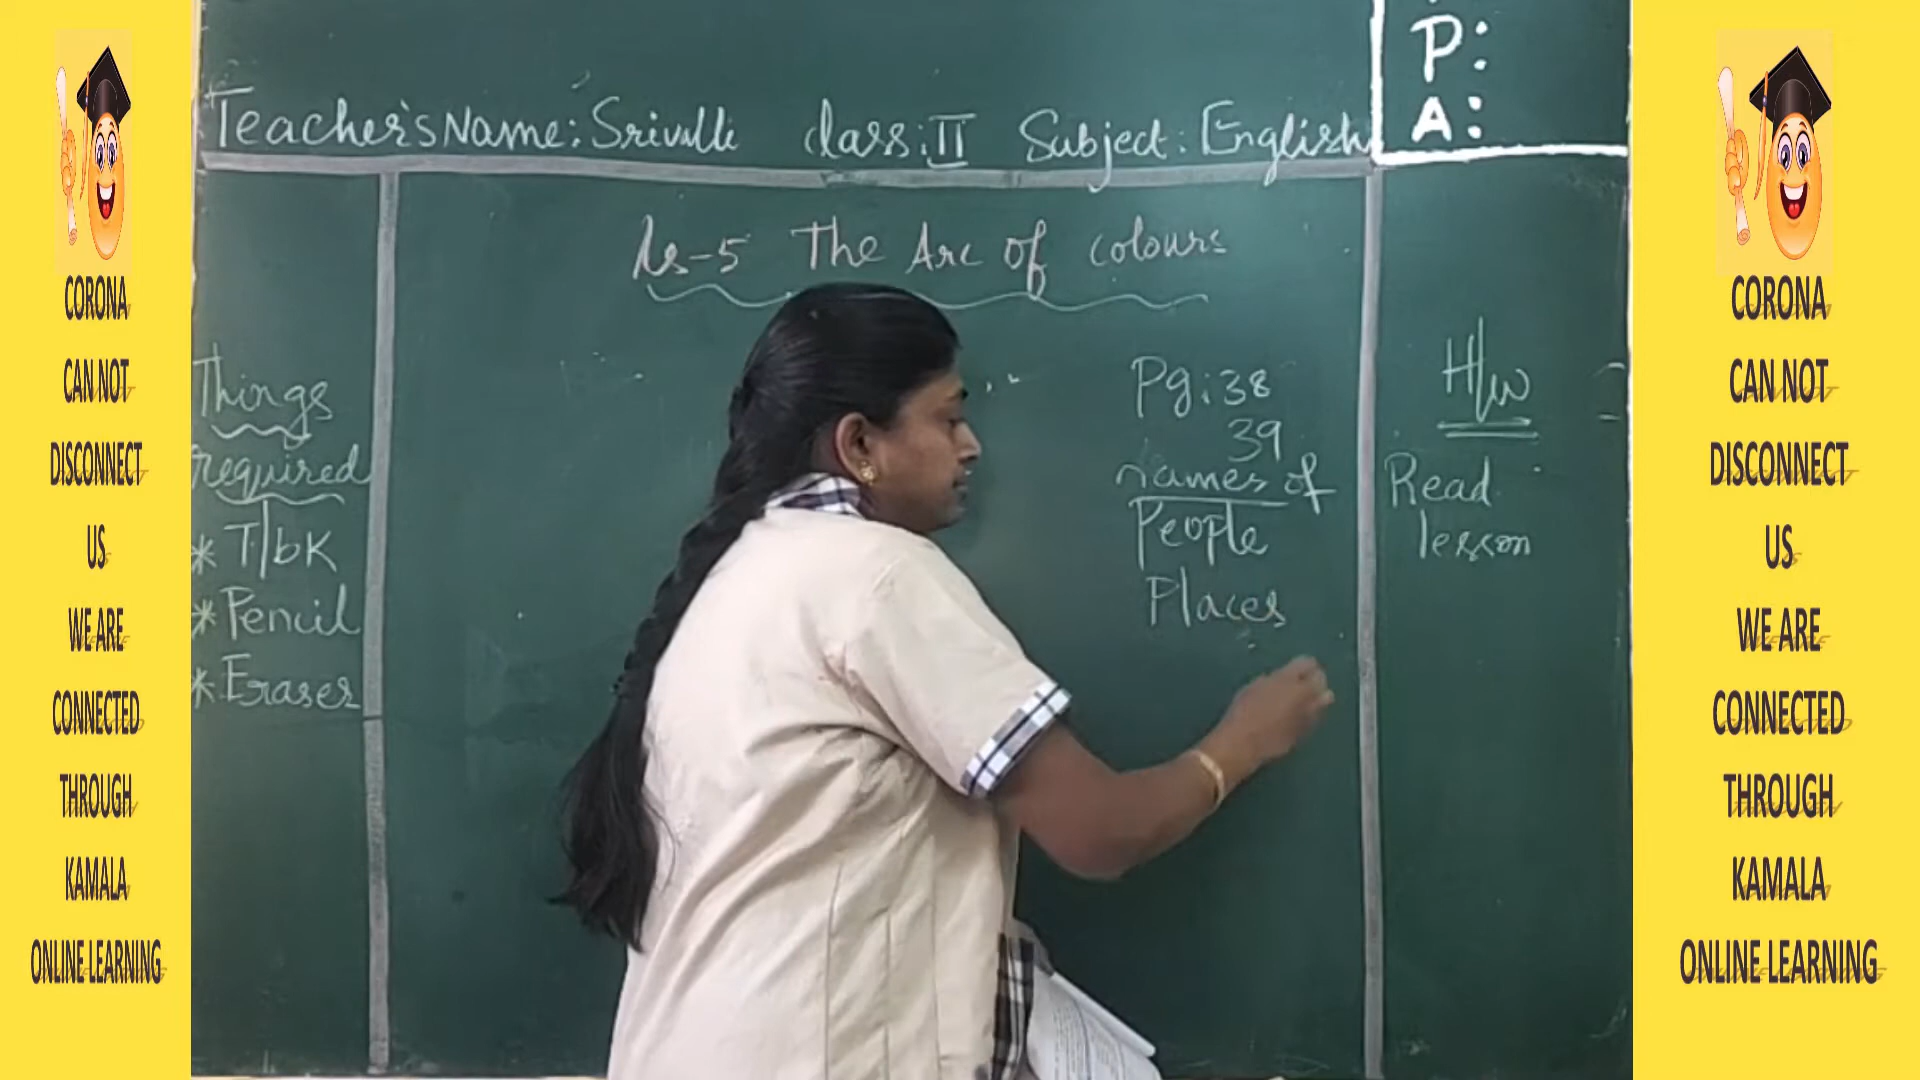 P:
A:
Teacher's Name: Srivalli class: II Subject: English
Ls-5 The Arc of colours
Things
required
* T/bK
* Pencil
* Eraser
Pg: 38
39
names of
People
Places
H/w
Read
lesson
CORONA
CAN NOT
DISCONNECT
US
WE ARE
CONNECTED
THROUGH
KAMALA
ONLINE LEARNING
CORONA
CAN NOT
DISCONNECT
US
WE ARE
CONNECTED
THROUGH
KAMALA
ONLINE LEARNING